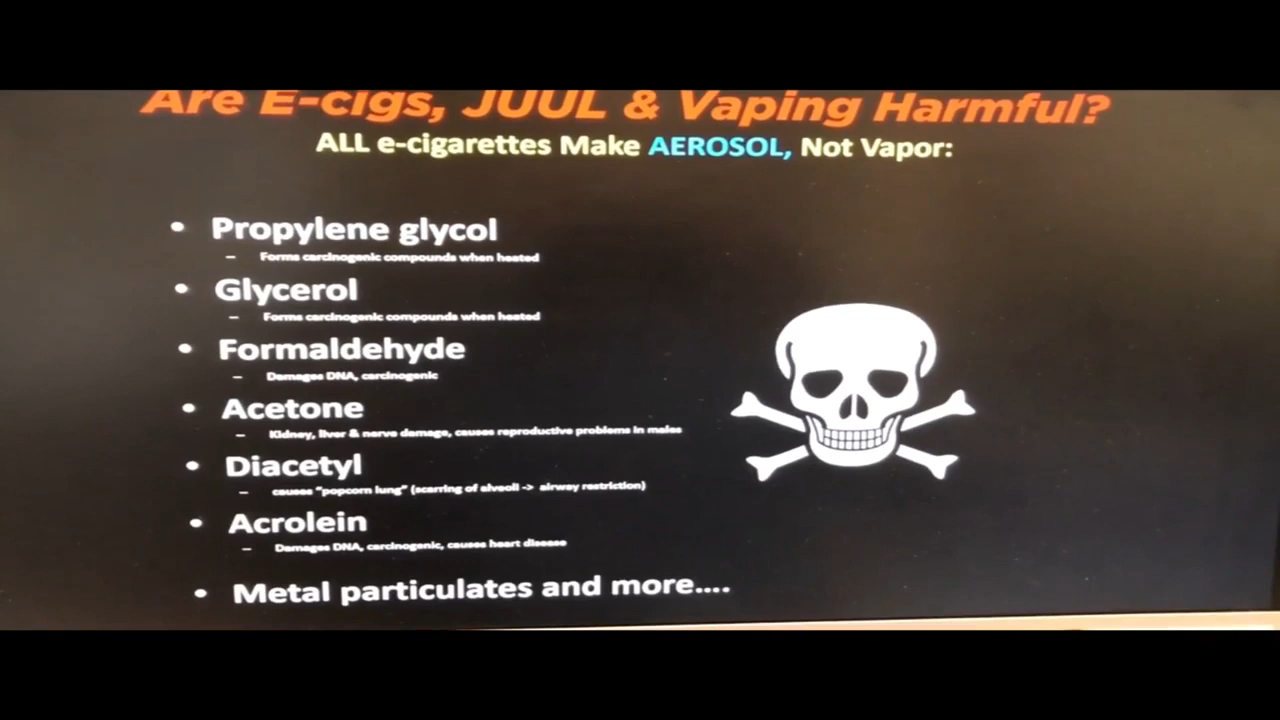 Are E-cigs, JUUL & Vaping Harmful?
ALL e-cigarettes Make AEROSOL, Not Vapor:
• Propylene glycol
– Forms carcinogenic compounds when heated
• Glycerol
– Forms carcinogenic compounds when heated
• Formaldehyde
– Damages DNA, carcinogenic
• Acetone
– Kidney, liver & nerve damage, causes reproductive problems in males
• Diacetyl
– causes "popcorn lung" (scarring of alveoli -> airway restriction)
• Acrolein
– Damages DNA, carcinogenic, causes heart disease
• Metal particulates and more....